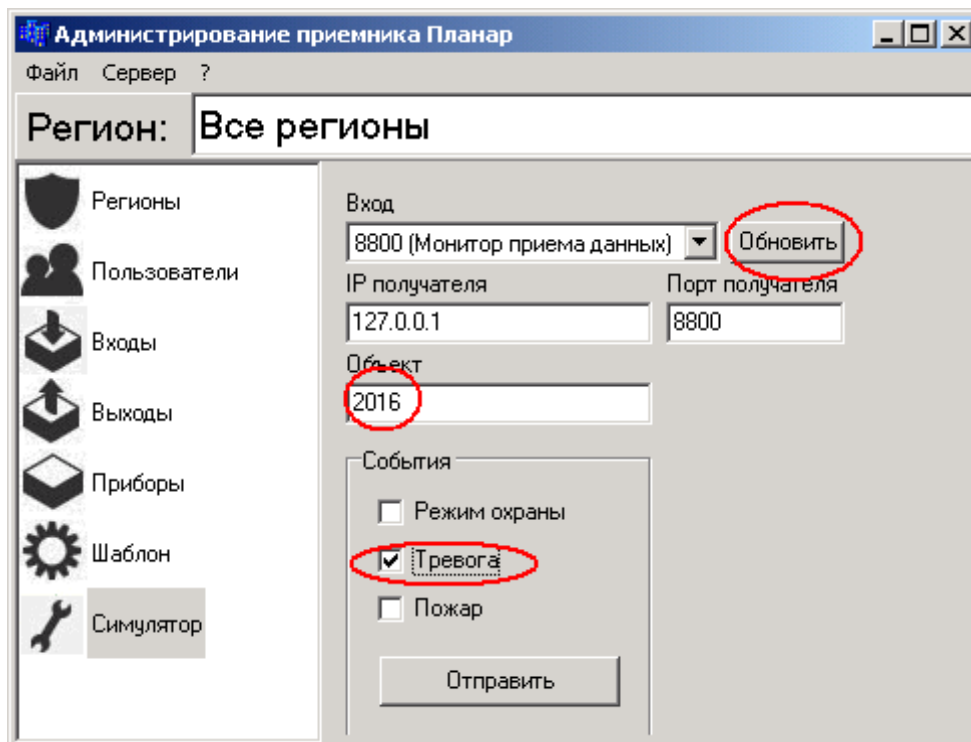 Администрирование приемника Планар
Файл Сервер ?
Регион: Все регионы
Регионы
Пользователи
Входы
Выходы
Приборы
Шаблон
Симулятор
Вход
8800 (Монитор приема данных) Обновить
IP получателя Порт получателя
127.0.0.1 8800
Объект
2016
События
Режим охраны
Тревога
Пожар
Отправить